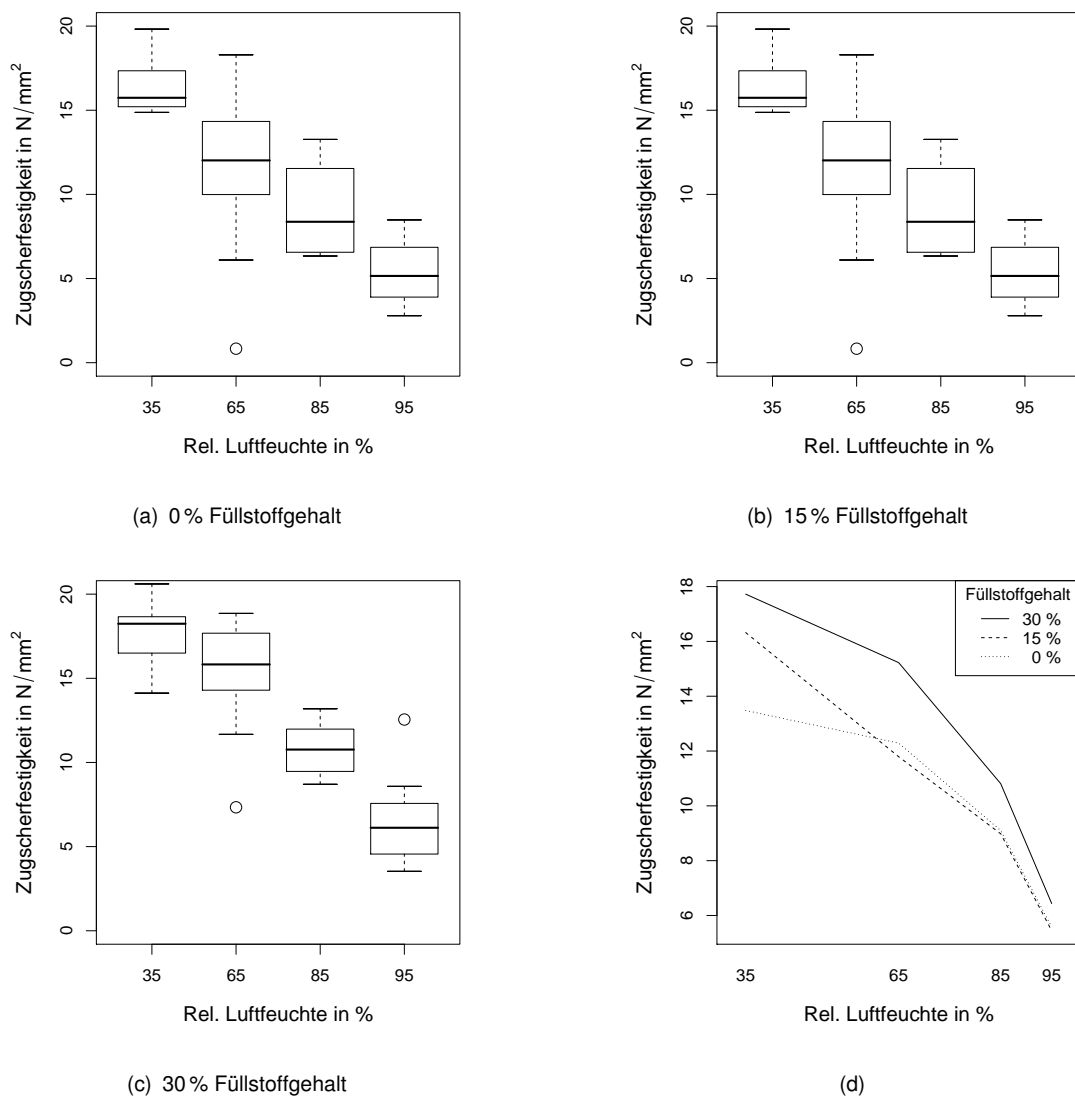 20
15
10
5
0
Zugscherfestigkeit in N/mm²
35 65 85 95
Rel. Luftfeuchte in %
(a) 0 % Füllstoffgehalt
20
15
10
5
0
Zugscherfestigkeit in N/mm²
35 65 85 95
Rel. Luftfeuchte in %
(b) 15 % Füllstoffgehalt
20
15
10
5
0
Zugscherfestigkeit in N/mm²
35 65 85 95
Rel. Luftfeuchte in %
(c) 30 % Füllstoffgehalt
18
16
14
12
10
8
6
Zugscherfestigkeit in N/mm²
Füllstoffgehalt
30 %
15 %
0 %
35 65 85 95
Rel. Luftfeuchte in %
(d)